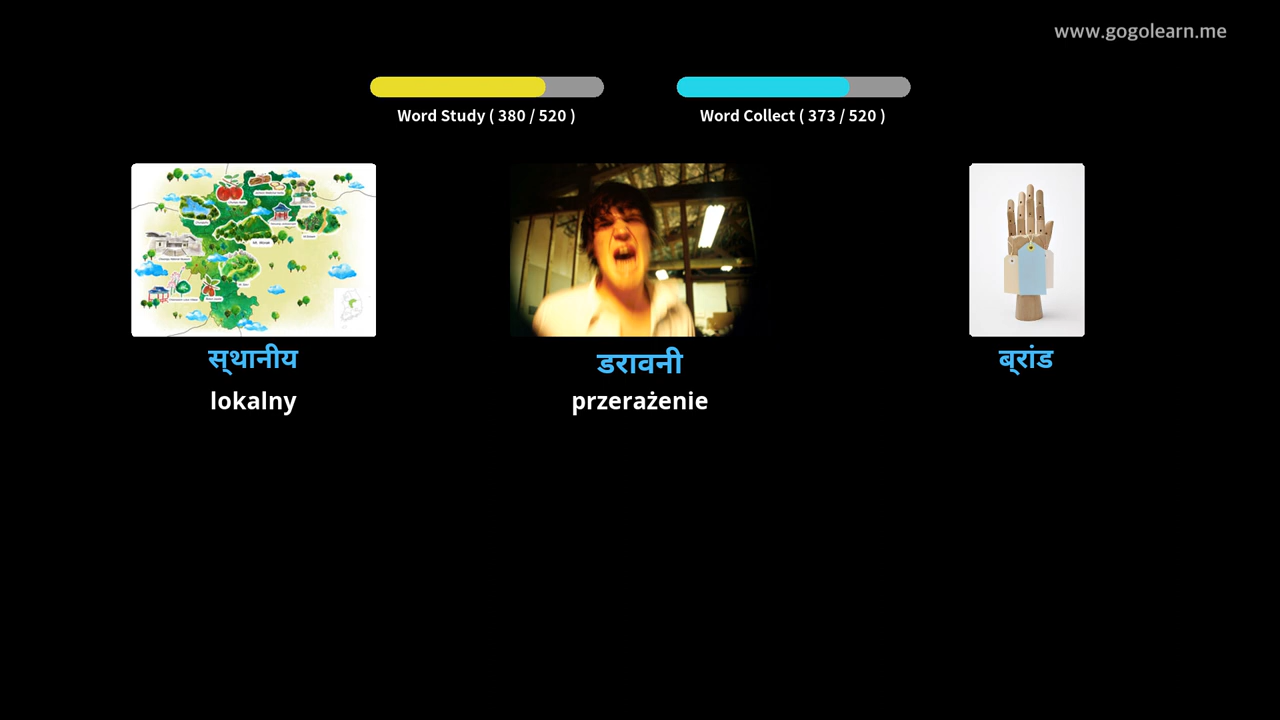 www.gogolearn.me
Word Study ( 380 / 520 )
Word Collect ( 373 / 520 )
स्थानीय
lokalny
डरावनी
przerażenie
ब्रांड